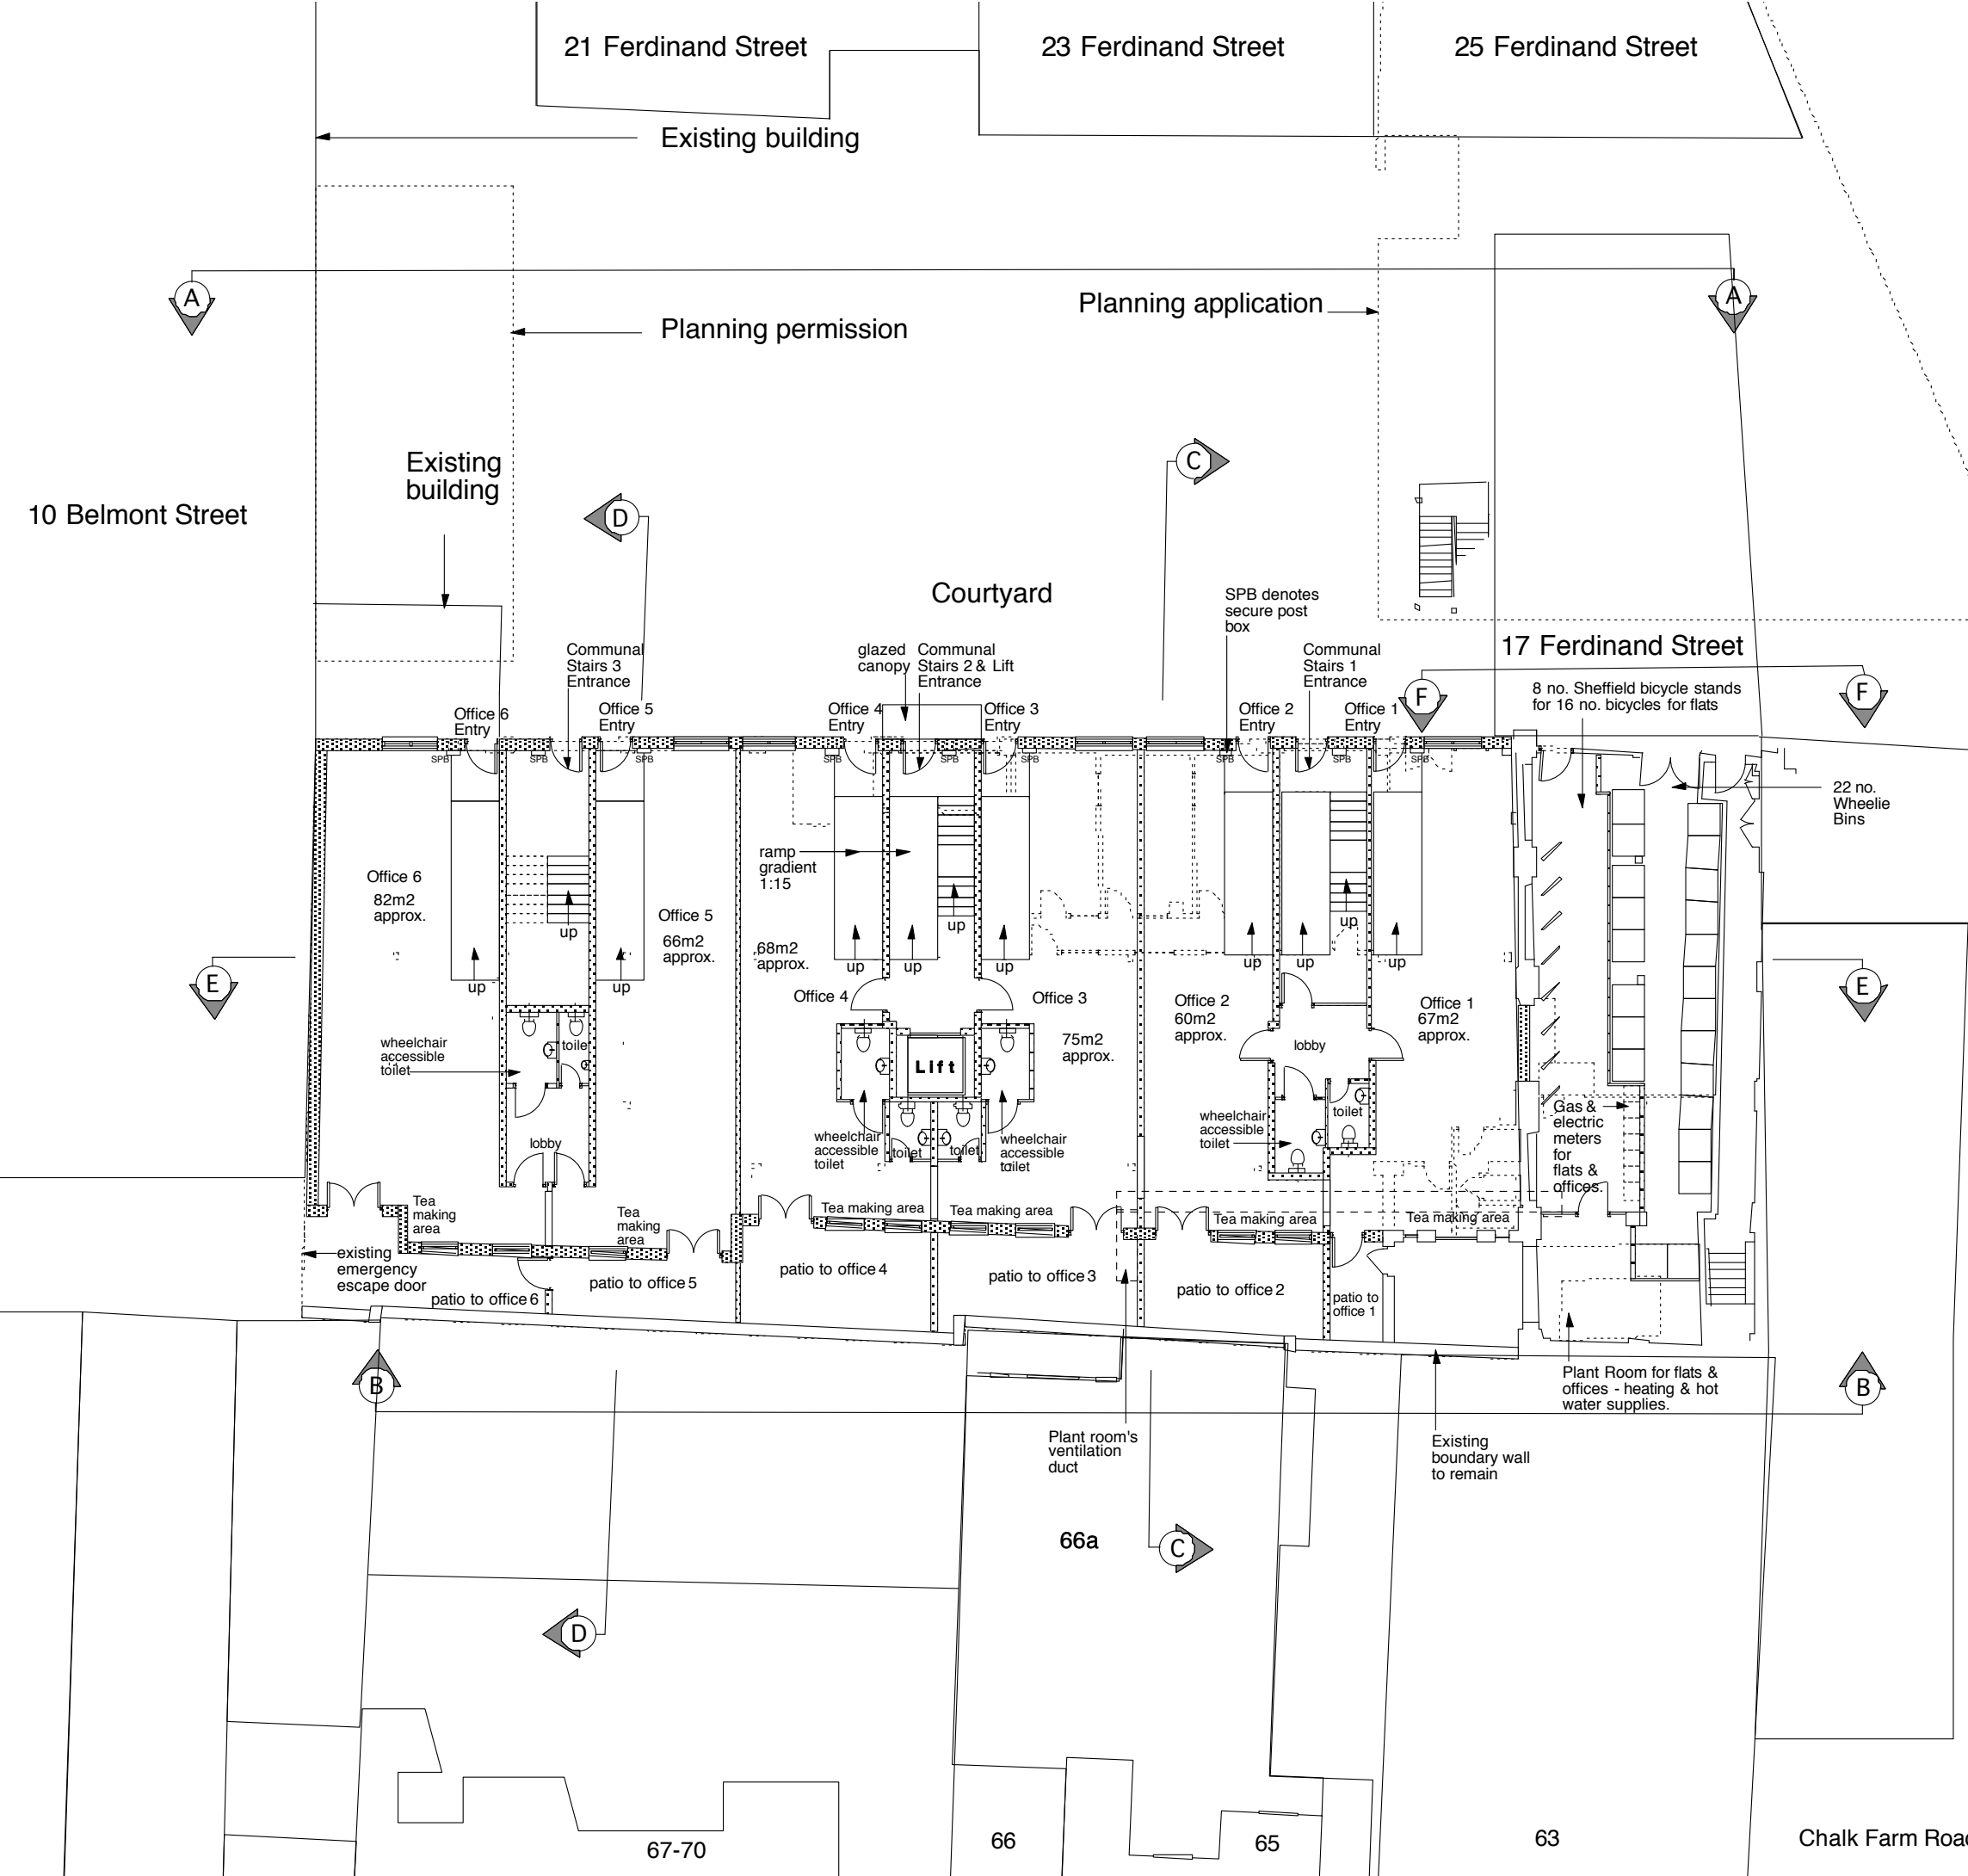 21 Ferdinand Street
23 Ferdinand Street
25 Ferdinand Street
Existing building
A
A
Planning application
Planning permission
Existing
building
C
10 Belmont Street
D
Courtyard
SPB denotes
secure post
box
17 Ferdinand Street
Communal
Stairs 3
Entrance
glazed
canopy
Communal
Stairs 2 & Lift
Entrance
Communal
Stairs 1
Entrance
F
F
8 no. Sheffield bicycle stands
for 16 no. bicycles for flats
Office 6
Entry
Office 5
Entry
Office 4
Entry
Office 3
Entry
Office 2
Entry
Office 1
Entry
SPB
SPB
SPB
SPB
SPB
SPB
SPB
SPB
22 no.
Wheelie
Bins
ramp
gradient
1:15
Office 6
82m2
approx.
Office 5
66m2
approx.
68m2
approx.
Office 4
up
up
up
up
up
up
up
up
up
up
up
up
Office 3
75m2
approx.
Office 2
60m2
approx.
Office 1
67m2
approx.
E
E
wheelchair
accessible
toilet
toilet
Lift
lobby
lobby
wheelchair
accessible
toilet
toilet
toilet
wheelchair
accessible
toilet
wheelchair
accessible
toilet
toilet
Gas &
electric
meters
for
flats &
offices.
Tea
making
area
Tea
making
area
Tea making area
Tea making area
Tea making area
Tea making area
existing
emergency
escape door
patio to office 6
patio to office 5
patio to office 4
patio to office 3
patio to office 2
patio to
office 1
B
B
Plant Room for flats &
offices - heating & hot
water supplies.
Plant room's
ventilation
duct
Existing
boundary wall
to remain
66a
C
D
67-70
66
65
63
Chalk Farm Road